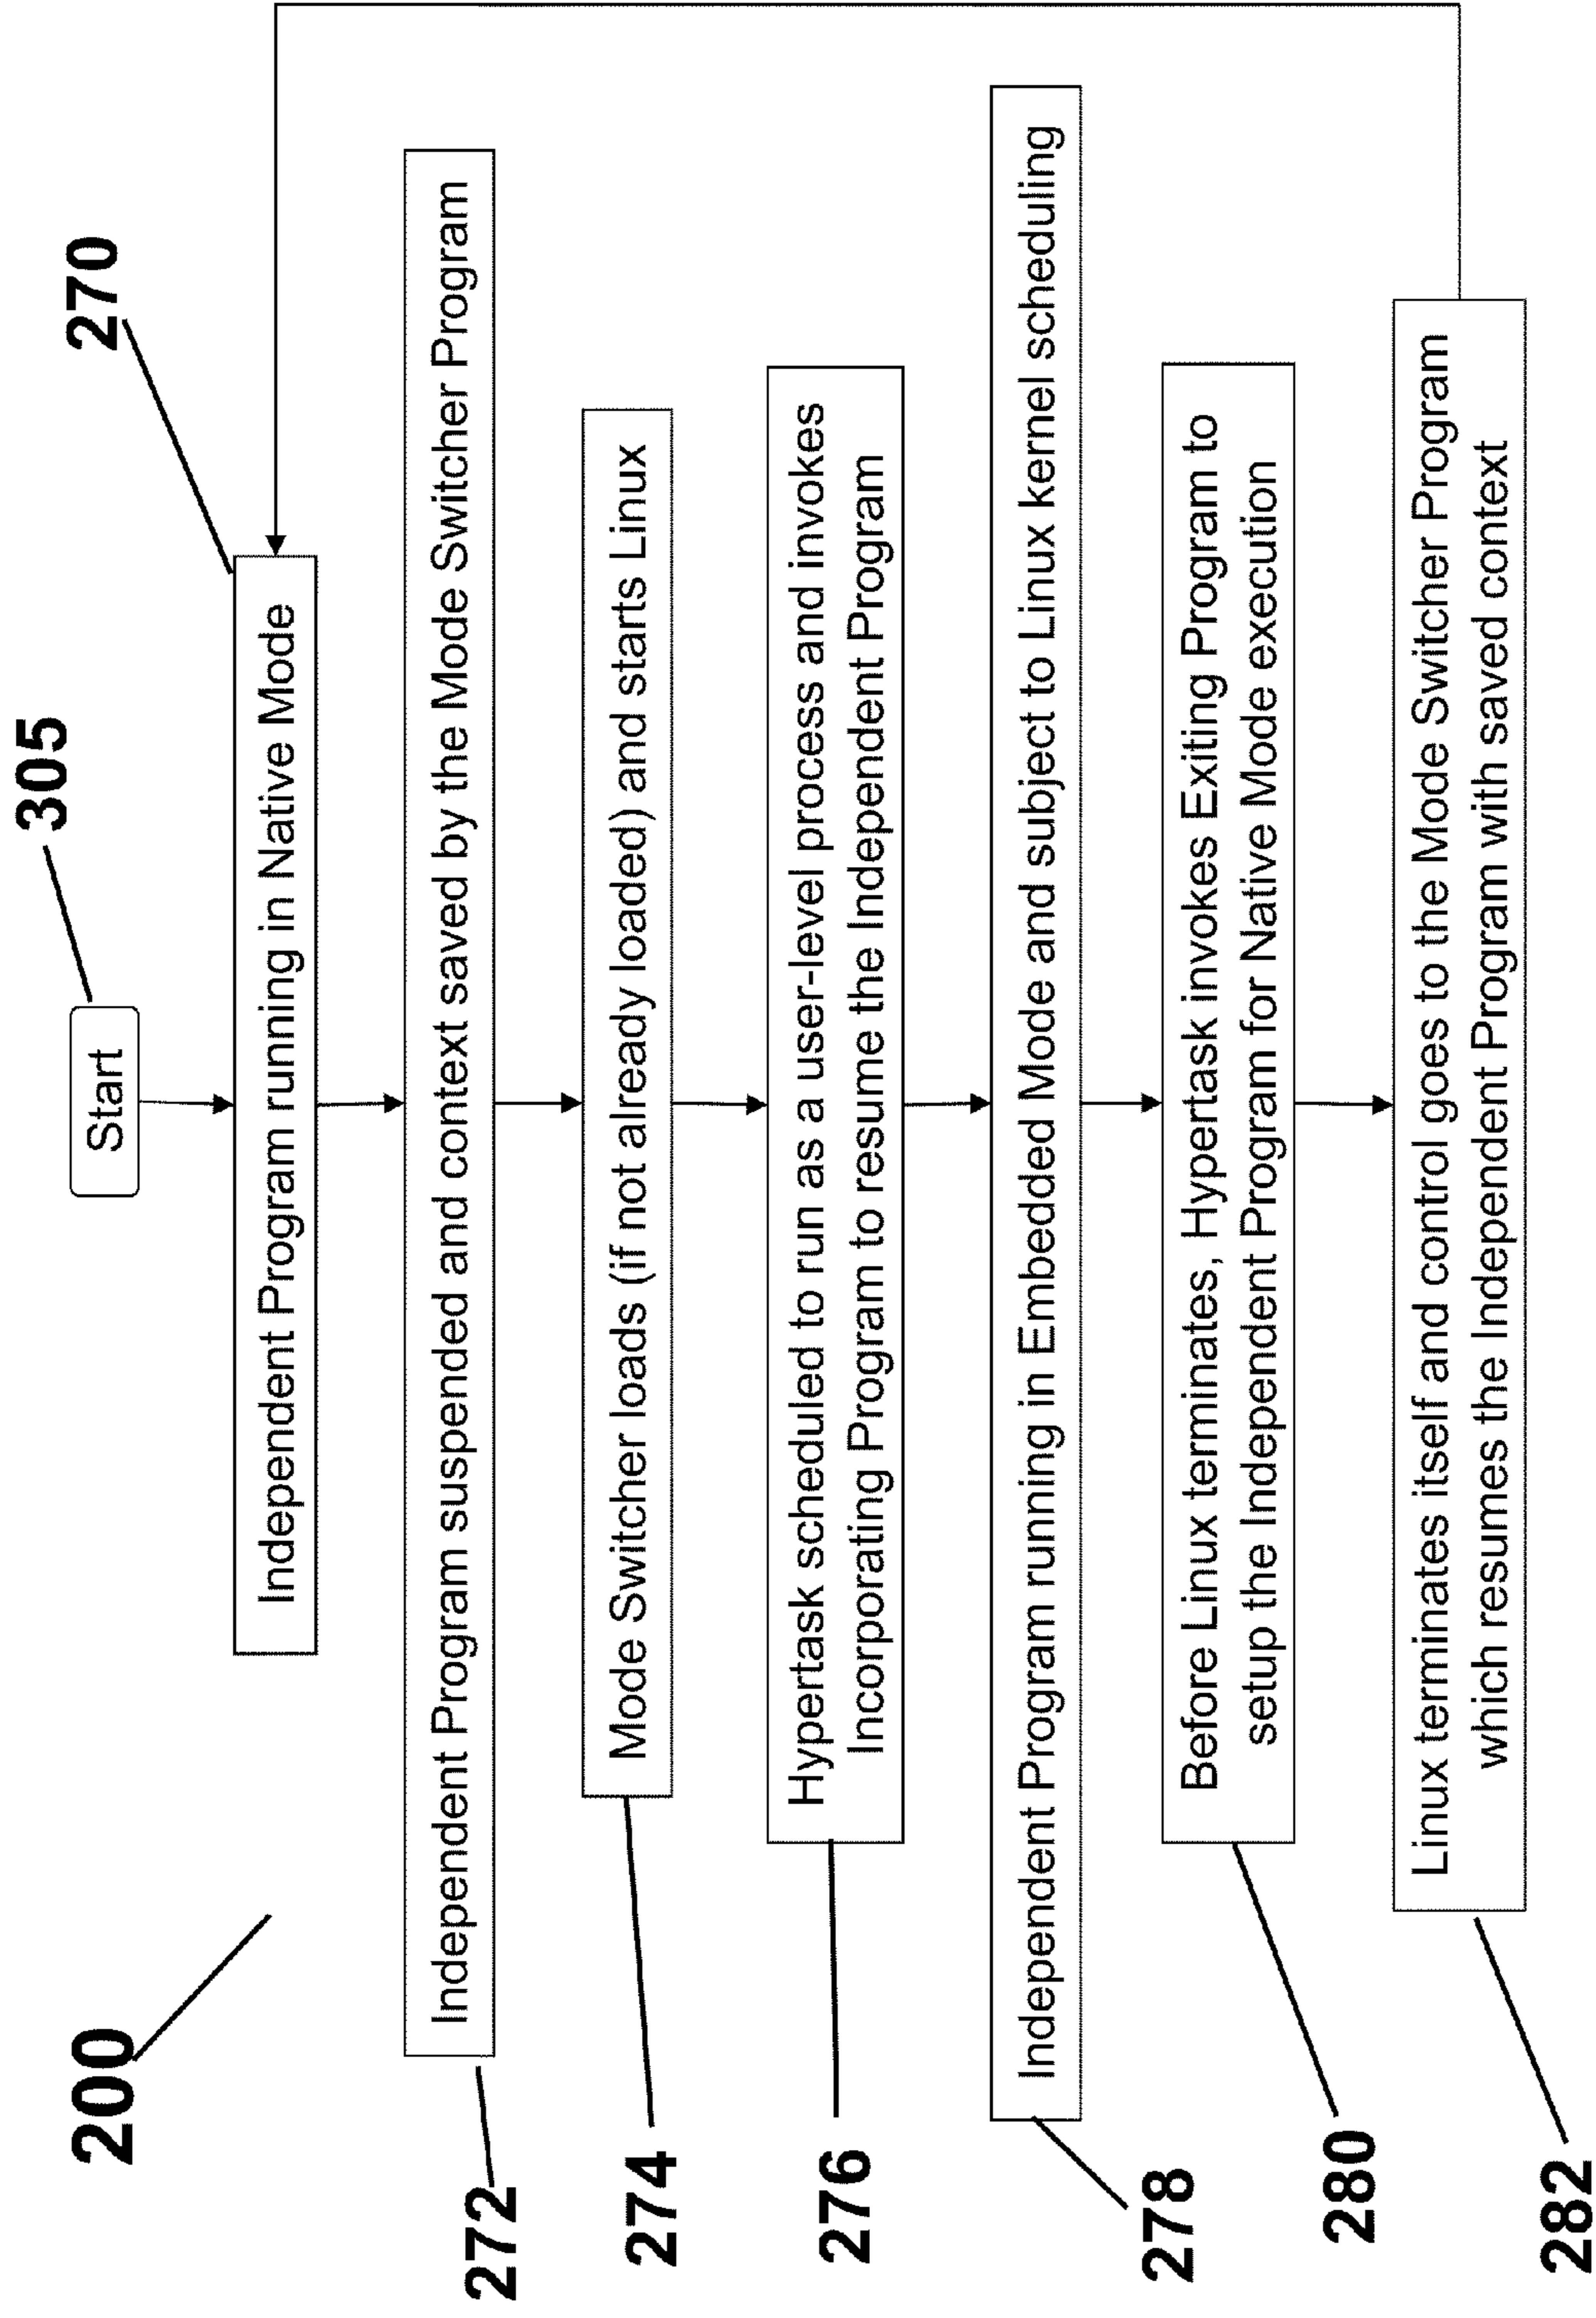 200
305
Start
270
Independent Program running in Native Mode
272
Independent Program suspended and context saved by the Mode Switcher Program
274
Mode Switcher loads (if not already loaded) and starts Linux
276
Hypertask scheduled to run as a user-level process and invokes
Incorporating Program to resume the Independent Program
278
Independent Program running in Embedded Mode and subject to Linux kernel scheduling
280
Before Linux terminates, Hypertask invokes Exiting Program to
setup the Independent Program for Native Mode execution
282
Linux terminates itself and control goes to the Mode Switcher Program
which resumes the Independent Program with saved context